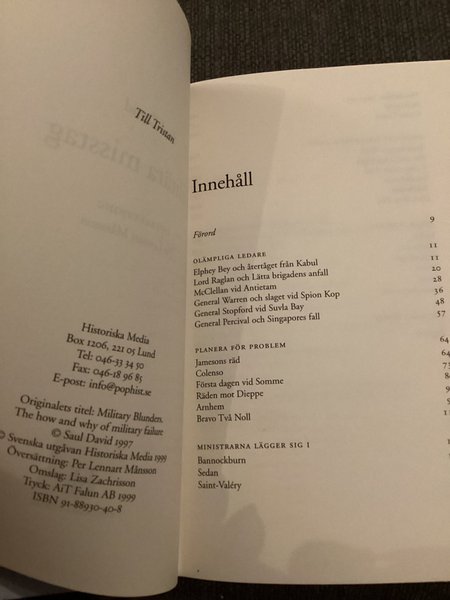 Till Tristan
Historiska Media
Box 1206, 221 05 Lund
Tel: 046-33 34 50
Fax: 046-18 96 85
E-post: info@pophist.se
Originalets titel: Military Blunders.
The how and why of military failure
© Saul David 1997
© Svenska utgåvan Historiska Media 1999
Översättning: Per Lennart Månsson
Omslag: Lisa Zachrisson
Tryck: AiT Falun AB 1999
ISBN 91-88930-40-8
Innehåll
Förord 9
OLÄMPLIGA LEDARE 11
Elphey Bey och återtåget från Kabul 11
Lord Raglan och Lätta brigadens anfall 20
McClellan vid Antietam 28
General Warren och slaget vid Spion Kop 36
General Stopford vid Suvla Bay 48
General Percival och Singapores fall 57
PLANERA FÖR PROBLEM 64
Jamesons räd 64
Colenso
Första dagen vid Somme
Räden mot Dieppe
Arnhem
Bravo Två Noll
MINISTRARNA LÄGGER SIG I
Bannockburn
Sedan
Saint-Valéry